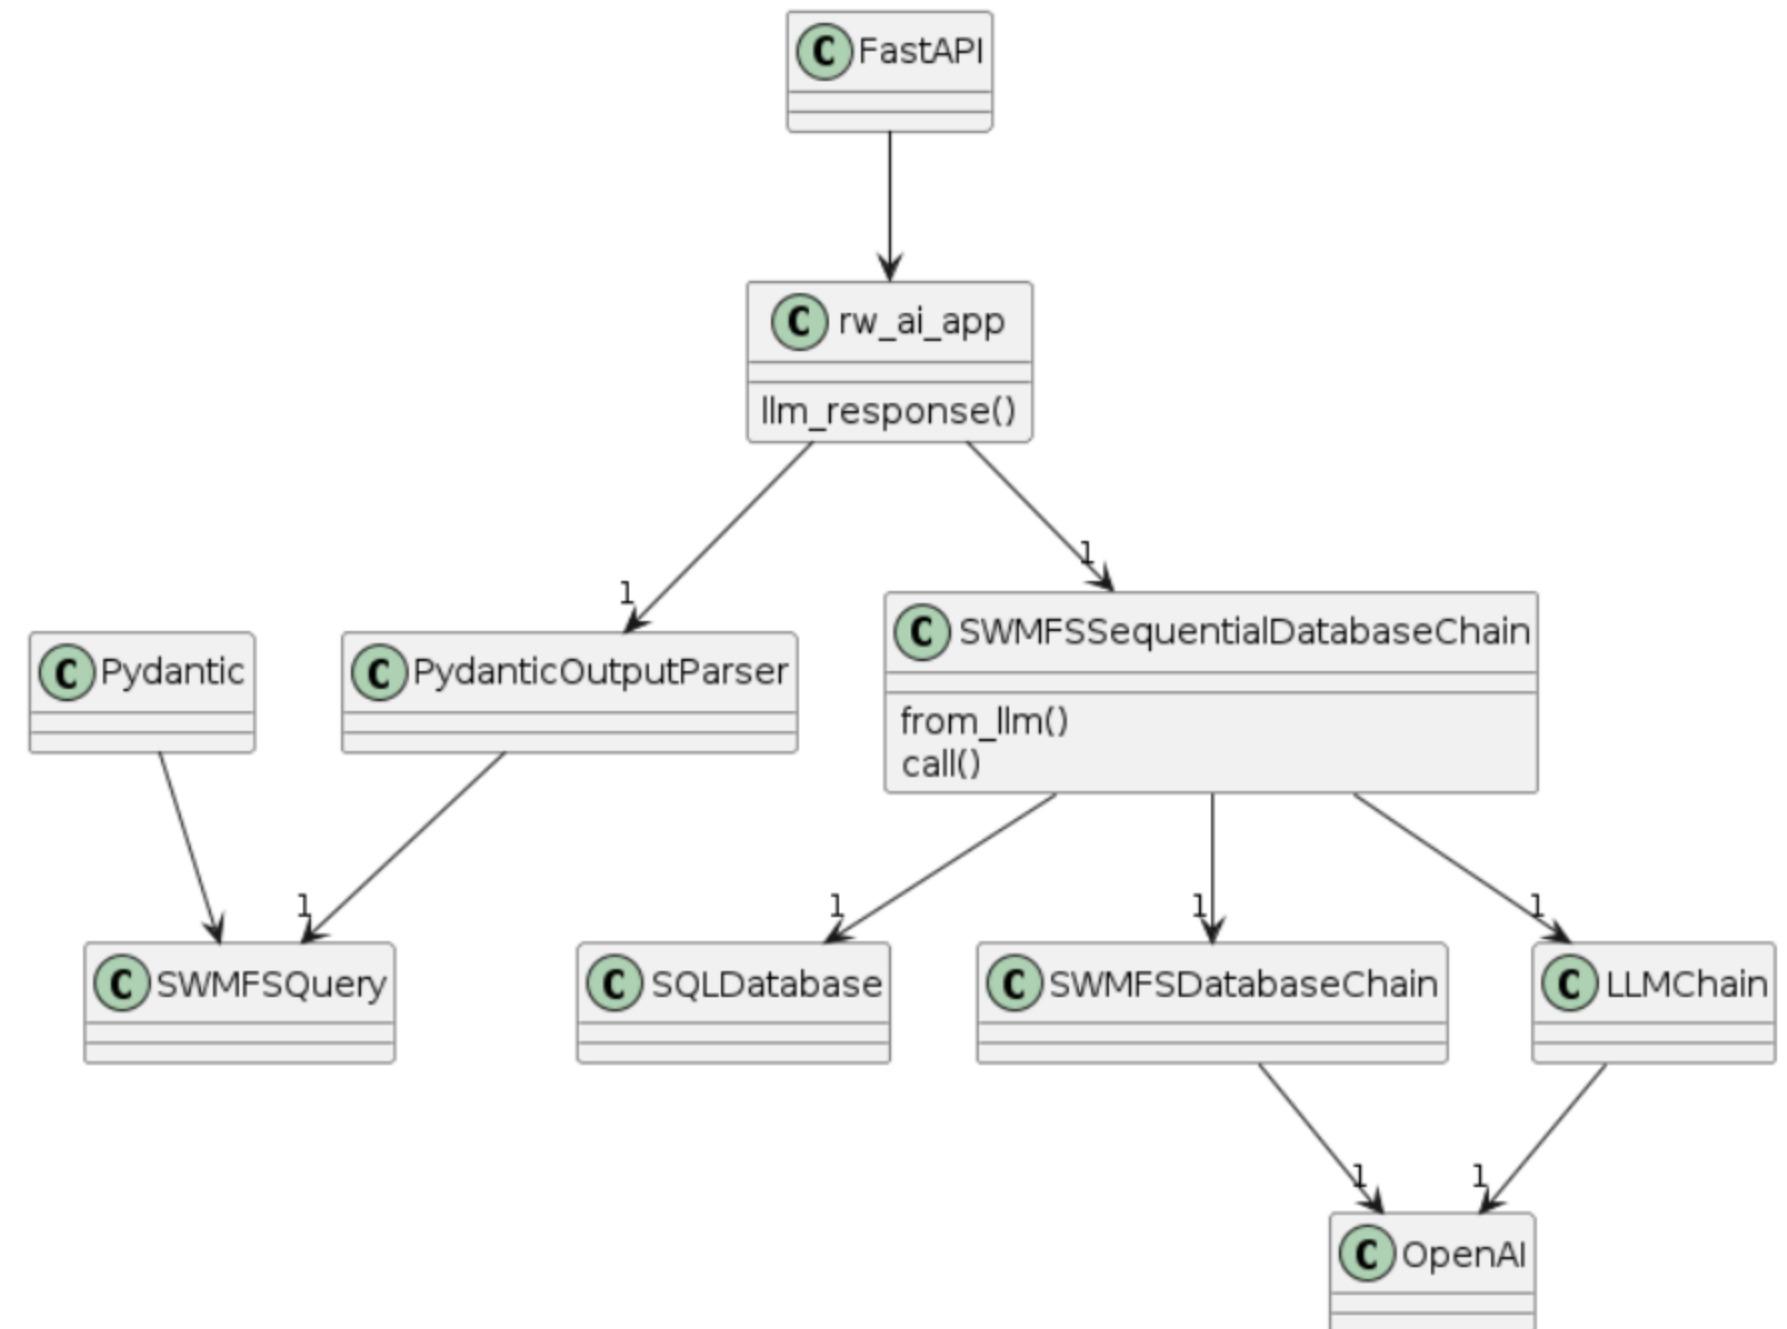 C FastAPI
C rw_ai_app
llm_response()
1
1
C Pydantic
C PydanticOutputParser
C SWMFSSequentialDatabaseChain
from_llm()
call()
1
1
1
1
C SWMFSQuery
C SQLDatabase
C SWMFSDatabaseChain
C LLMChain
1
1
C OpenAI